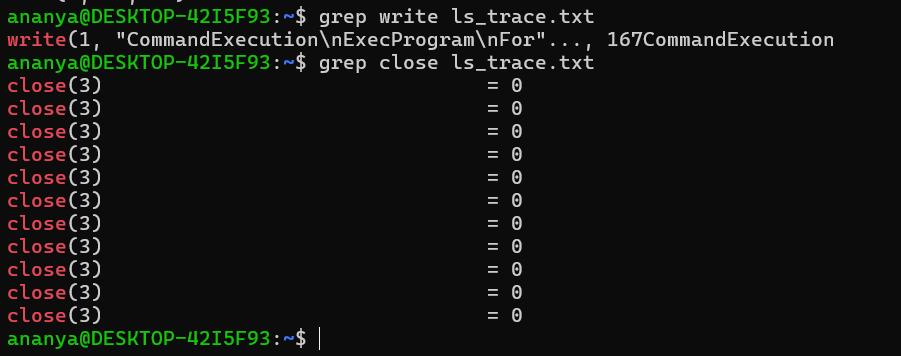 ananya@DESKTOP-42I5F93:~$ grep write ls_trace.txt
write(1, "CommandExecution\nExecProgram\nFor"..., 167CommandExecution
ananya@DESKTOP-42I5F93:~$ grep close ls_trace.txt
close(3)                                = 0
close(3)                                = 0
close(3)                                = 0
close(3)                                = 0
close(3)                                = 0
close(3)                                = 0
close(3)                                = 0
close(3)                                = 0
close(3)                                = 0
close(3)                                = 0
close(3)                                = 0
ananya@DESKTOP-42I5F93:~$